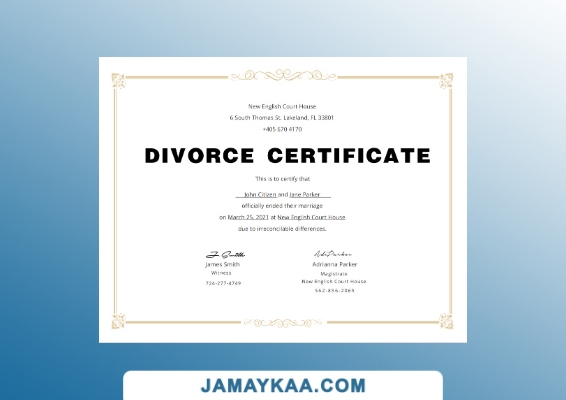 New English Court House
6 South Thomas St. Lakeland, FL 33801
+405 670 4170
DIVORCE CERTIFICATE
This is to certify that
John Citizen and Jane Parker
officially ended their marriage
on March 25, 2021 at New English Court House
due to irreconcilable differences.
J. Smith
James Smith
Witness
724-277-4749
AdiParker
Adrianna Parker
Magistrate
New English Court House
562-896-2069
JAMAYKAA.COM